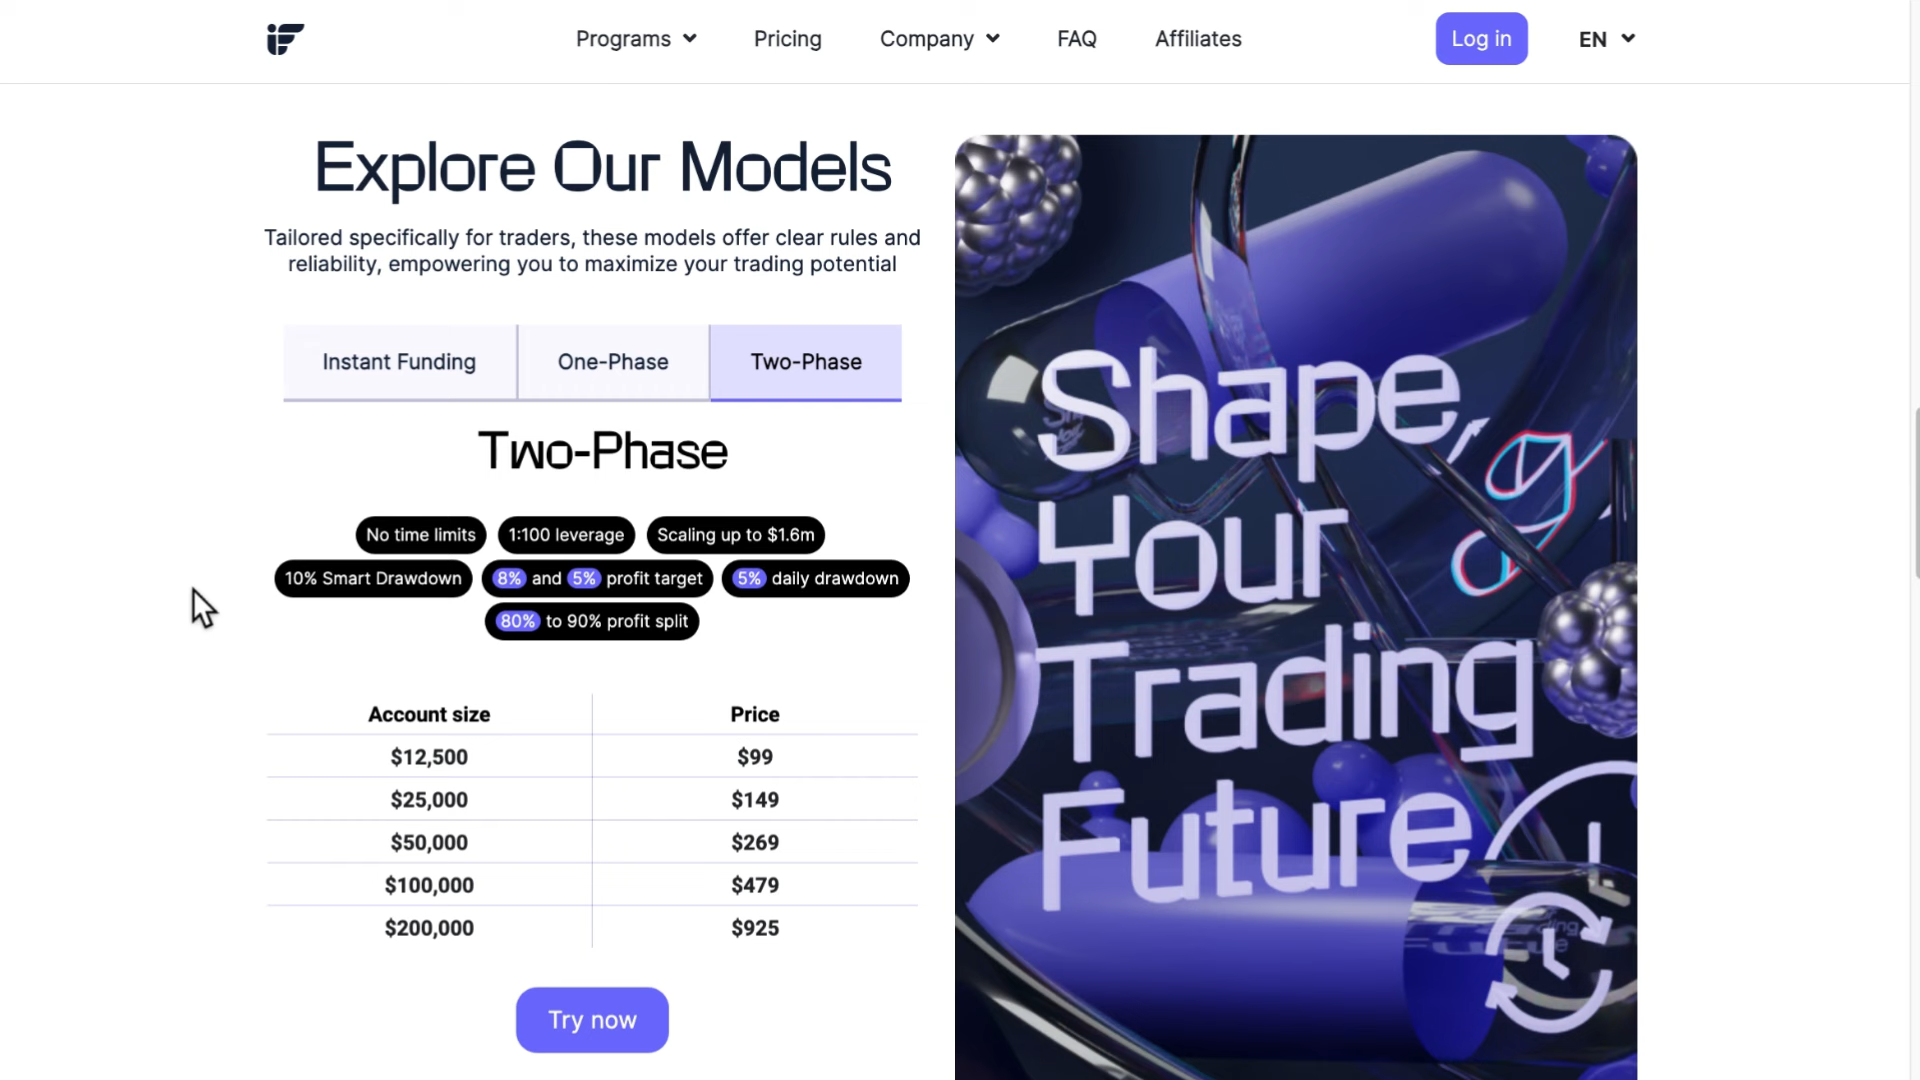 Programs
Pricing
Company
FAQ
Affiliates
Log in
EN
Explore Our Models
Tailored specifically for traders, these models offer clear rules and
reliability, empowering you to maximize your trading potential
Instant Funding
One-Phase
Two-Phase
Two-Phase
No time limits
1:100 leverage
Scaling up to $1.6m
10% Smart Drawdown
8% and 5% profit target
5% daily drawdown
80% to 90% profit split
Account size Price
$12,500 $99
$25,000 $149
$50,000 $269
$100,000 $479
$200,000 $925
Try now
Shape
Your
Trading
Future